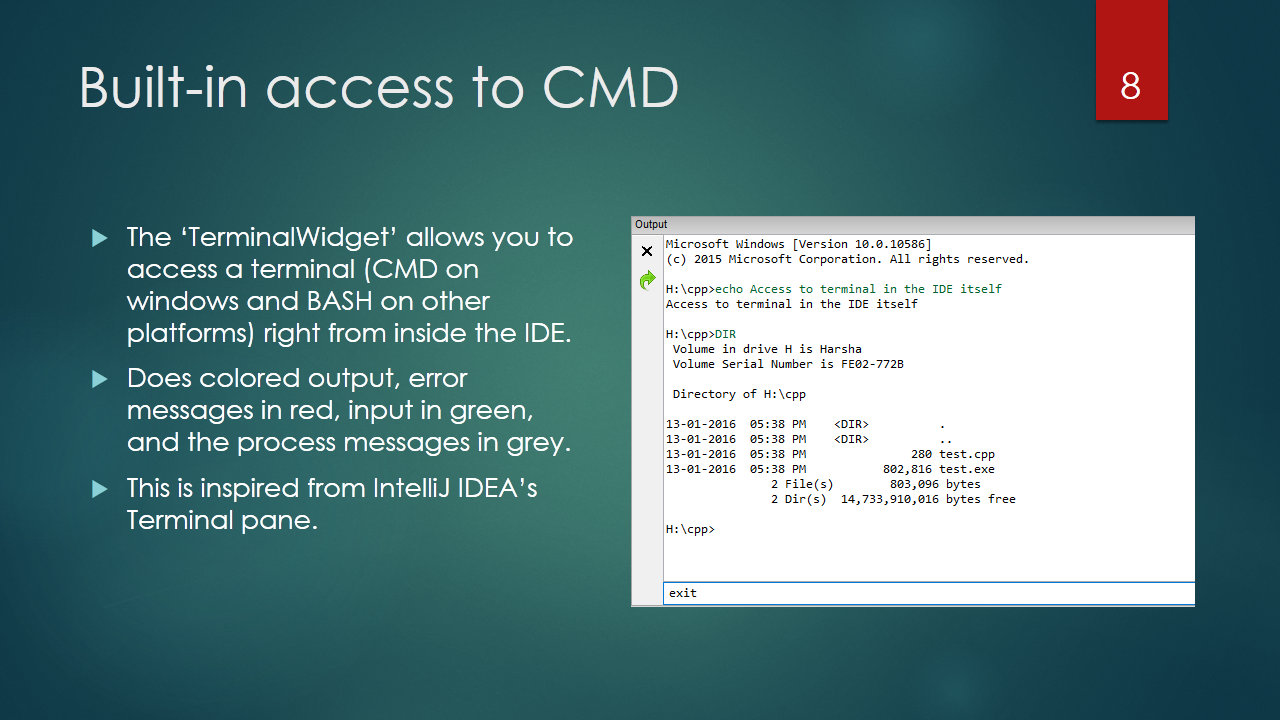 Built-in access to CMD
8
The ‘TerminalWidget’ allows you to
access a terminal (CMD on
windows and BASH on other
platforms) right from inside the IDE.
Does colored output, error
messages in red, input in green,
and the process messages in grey.
This is inspired from IntelliJ IDEA’s
Terminal pane.
Output
Microsoft Windows [Version 10.0.10586]
(c) 2015 Microsoft Corporation. All rights reserved.
H:\cpp>echo Access to terminal in the IDE itself
Access to terminal in the IDE itself
H:\cpp>DIR
Volume in drive H is Harsha
Volume Serial Number is FE02-772B
Directory of H:\cpp
13-01-2016  05:38 PM    <DIR>          .
13-01-2016  05:38 PM    <DIR>          ..
13-01-2016  05:38 PM               280 test.cpp
13-01-2016  05:38 PM           802,816 test.exe
2 File(s)        803,096 bytes
2 Dir(s)  14,733,910,016 bytes free
H:\cpp>
exit